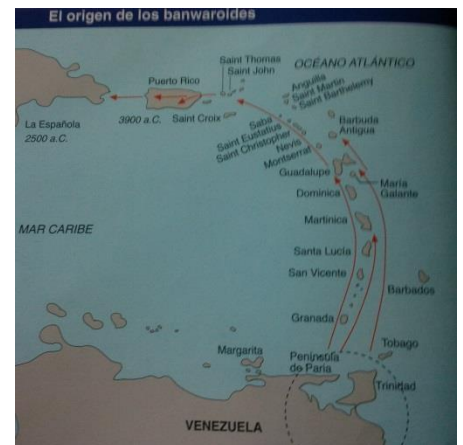 El origen de los banwaroides
Saint Thomas
Saint John
OCÉANO ATLÁNTICO
Puerto Rico
Anguilla
Saint Martin
Saint Barthelemi
La Española
2500 a.C.
3900 a.C.
Saint Croix
Saba
Saint Eustatius
Saint Christopher
Nevis
Montserrat
Barbuda
Antigua
Guadalupe
María
Galante
Dominica
MAR CARIBE
Martinica
Santa Lucía
San Vicente
Barbados
Granada
Tobago
Margarita
Península
de Paria
Trinidad
VENEZUELA